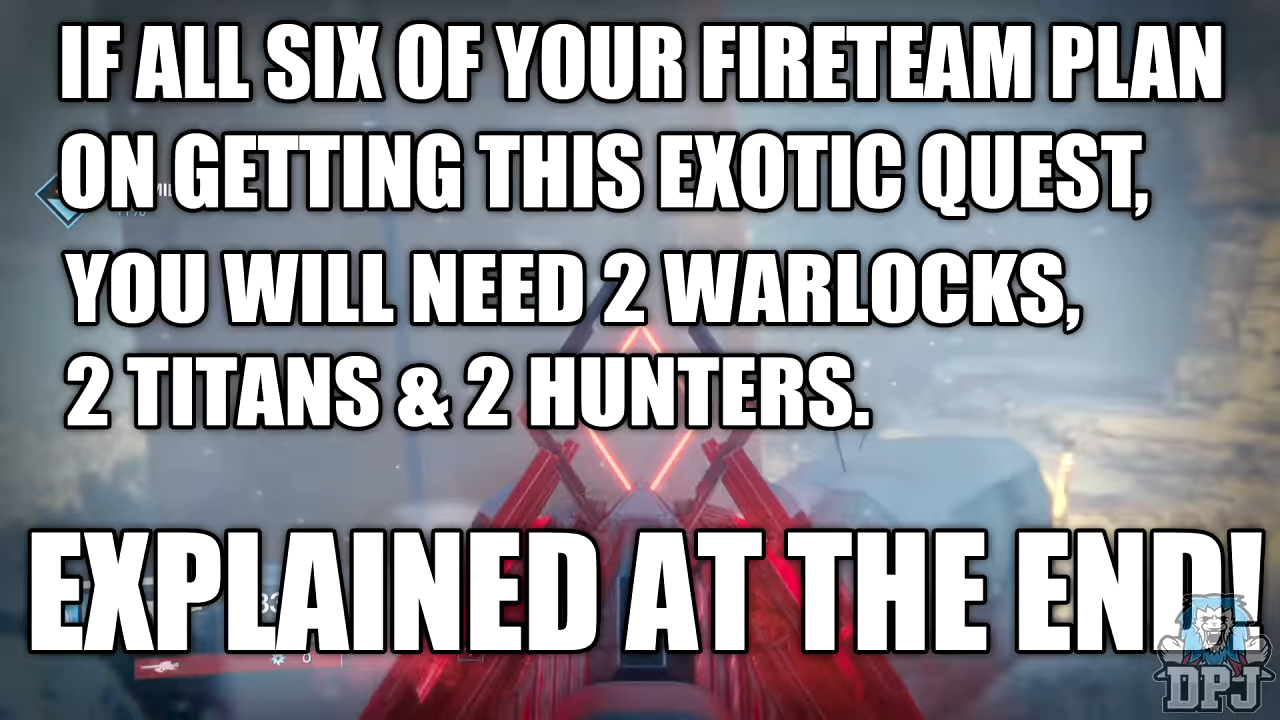 IF ALL SIX OF YOUR FIRETEAM PLAN
ON GETTING THIS EXOTIC QUEST,
YOU WILL NEED 2 WARLOCKS,
2 TITANS & 2 HUNTERS.
EXPLAINED AT THE END!
0
DPJ